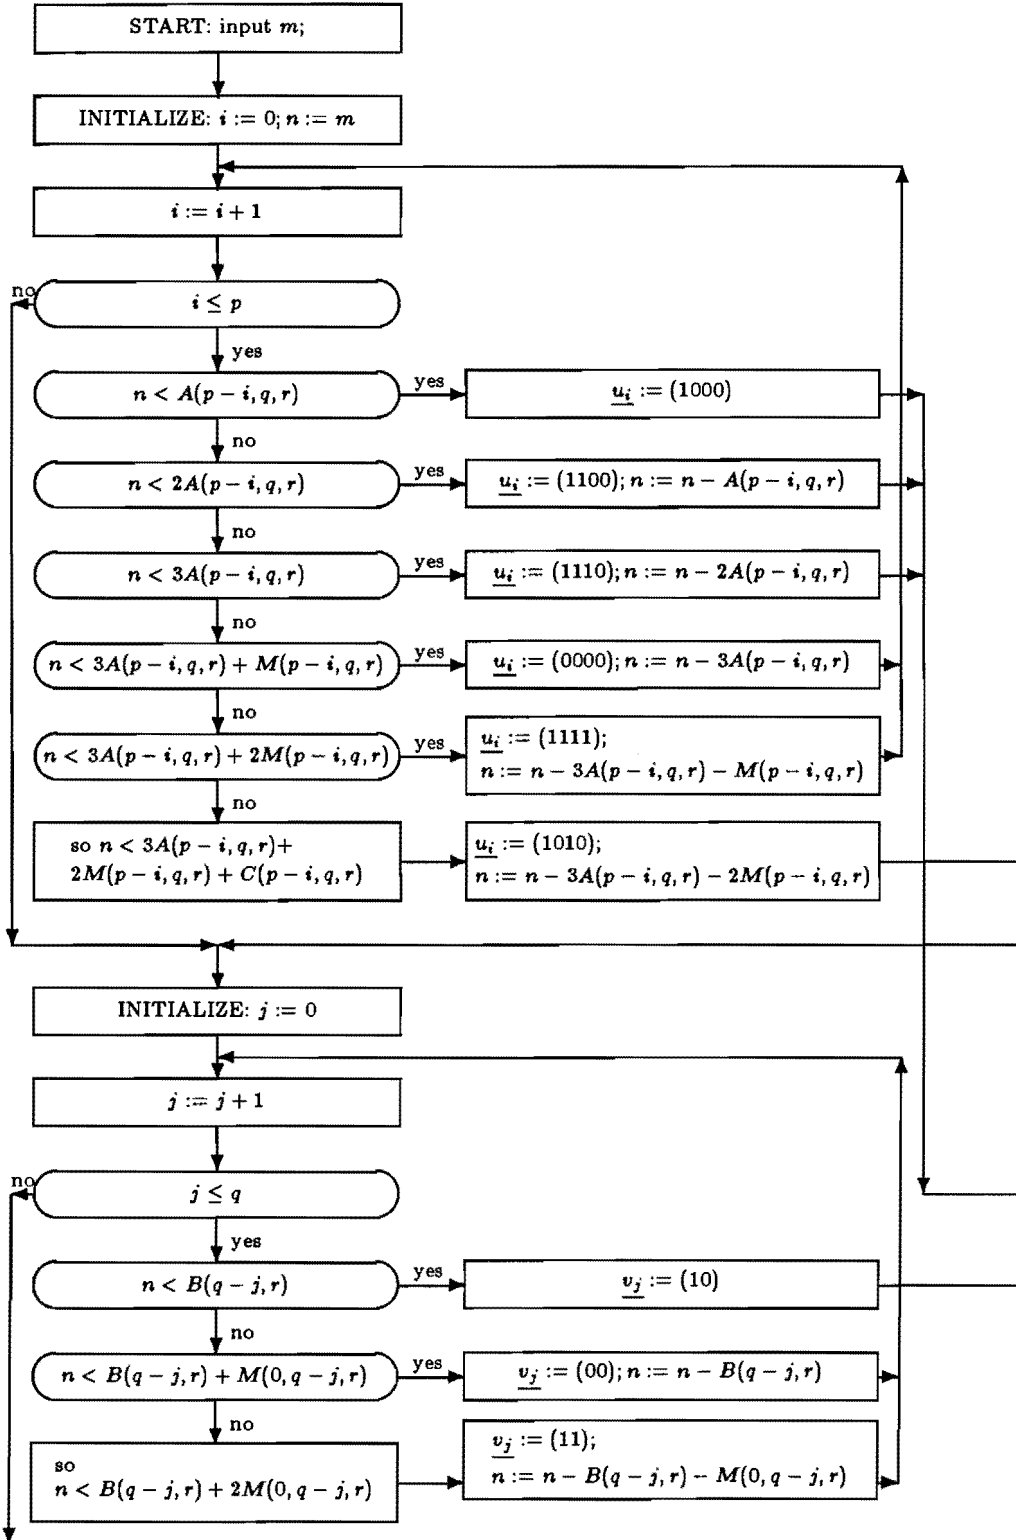 START: input m;
INITIALIZE: i := 0; n := m
i := i + 1
no
i ≤ p
yes
n < A(p − i, q, r)
yes
u_i := (1000)
no
n < 2A(p − i, q, r)
yes
u_i := (1100); n := n − A(p − i, q, r)
no
n < 3A(p − i, q, r)
yes
u_i := (1110); n := n − 2A(p − i, q, r)
no
n < 3A(p − i, q, r) + M(p − i, q, r)
yes
u_i := (0000); n := n − 3A(p − i, q, r)
no
n < 3A(p − i, q, r) + 2M(p − i, q, r)
yes
u_i := (1111);
n := n − 3A(p − i, q, r) − M(p − i, q, r)
no
so n < 3A(p − i, q, r)+
2M(p − i, q, r) + C(p − i, q, r)
u_i := (1010);
n := n − 3A(p − i, q, r) − 2M(p − i, q, r)
INITIALIZE: j := 0
j := j + 1
no
j ≤ q
yes
n < B(q − j, r)
yes
v_j := (10)
no
n < B(q − j, r) + M(0, q − j, r)
yes
v_j := (00); n := n − B(q − j, r)
no
so
n < B(q − j, r) + 2M(0, q − j, r)
v_j := (11);
n := n − B(q − j, r) − M(0, q − j, r)